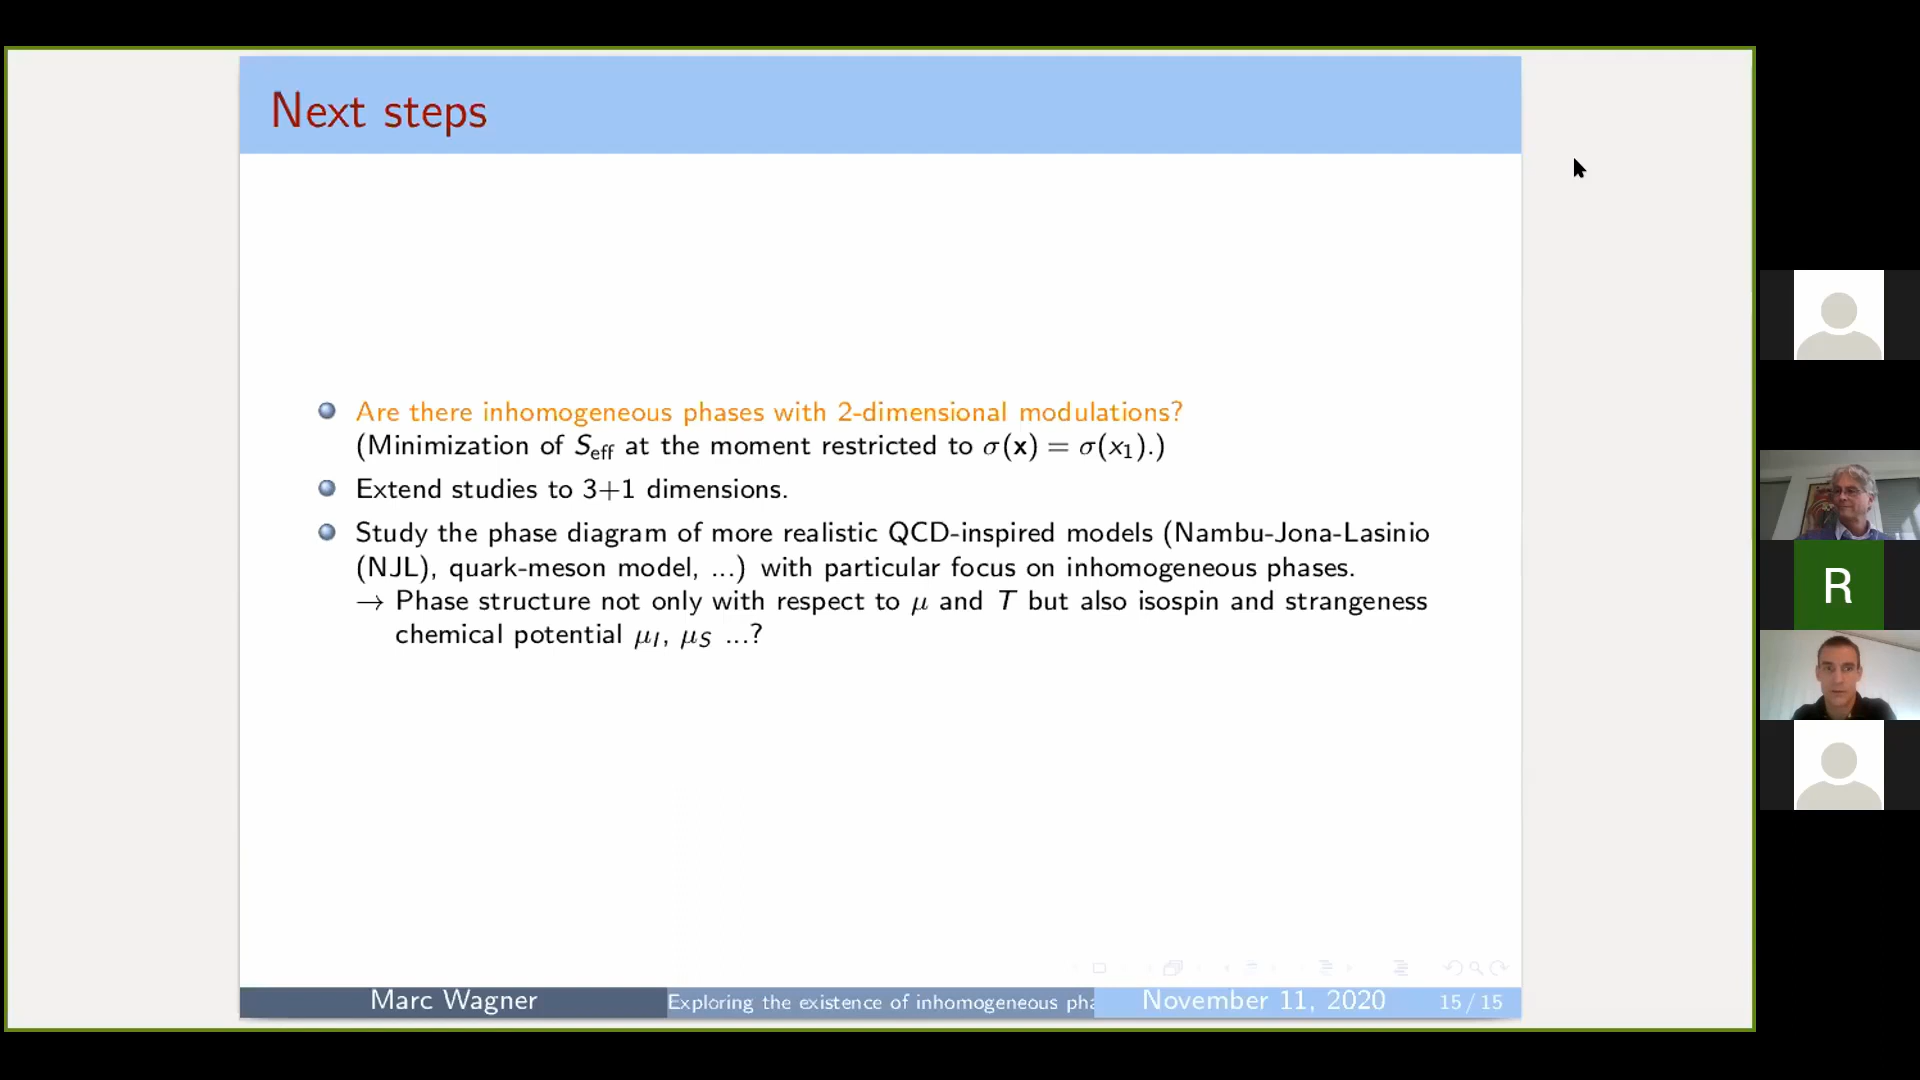 Next steps
Are there inhomogeneous phases with 2-dimensional modulations?
(Minimization of S_eff at the moment restricted to σ(x) = σ(x₁).)
Extend studies to 3+1 dimensions.
Study the phase diagram of more realistic QCD-inspired models (Nambu-Jona-Lasinio
(NJL), quark-meson model, ...) with particular focus on inhomogeneous phases.
→ Phase structure not only with respect to μ and T but also isospin and strangeness
chemical potential μ_I, μ_S ...?
R
Marc Wagner Exploring the existence of inhomogeneous pha November 11, 2020 15 / 15